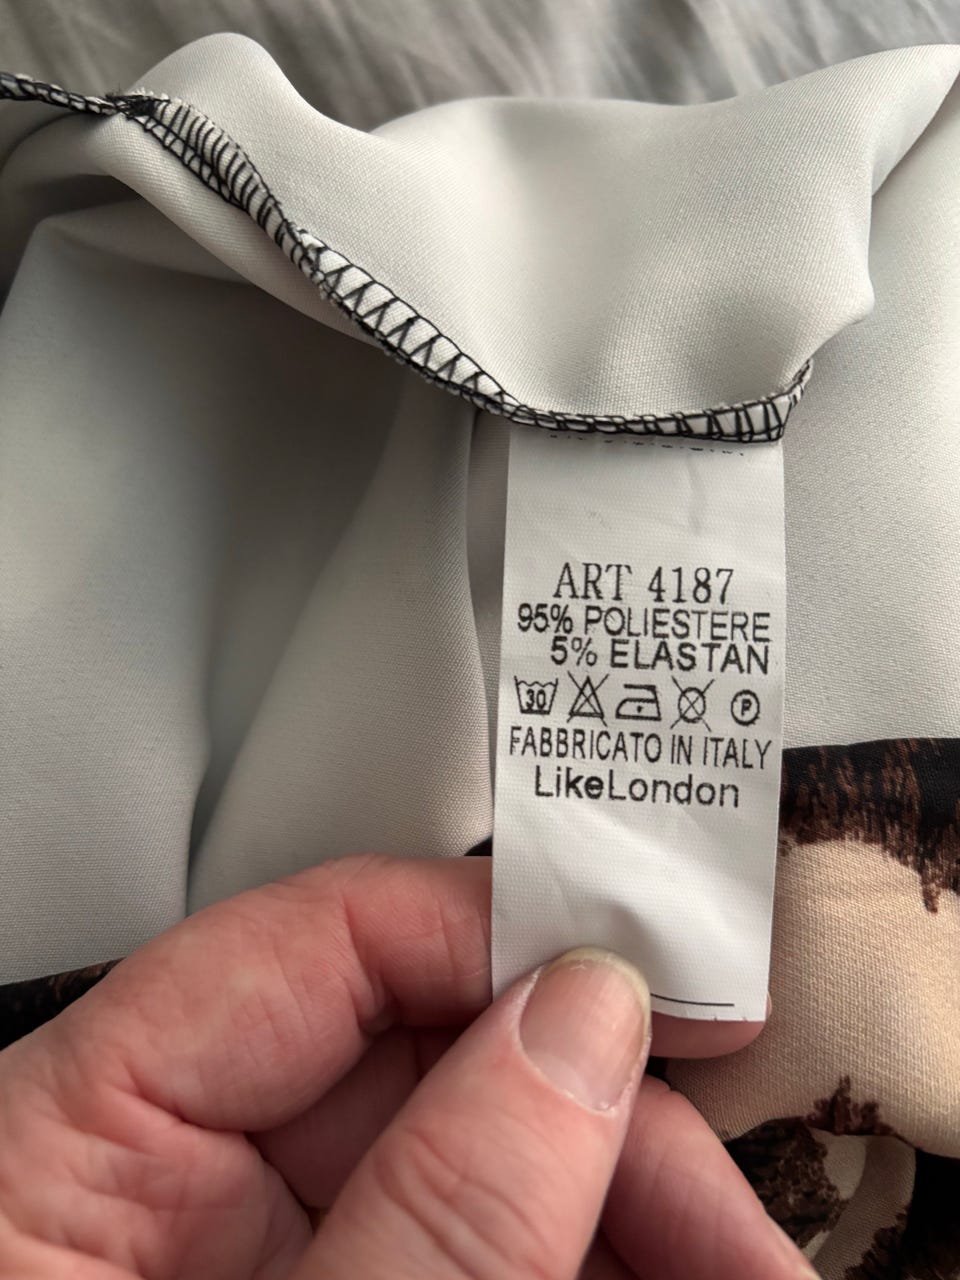 ART 4187
95% POLIESTERE
5% ELASTAN
30 P
FABBRICATO IN ITALY
LikeLondon